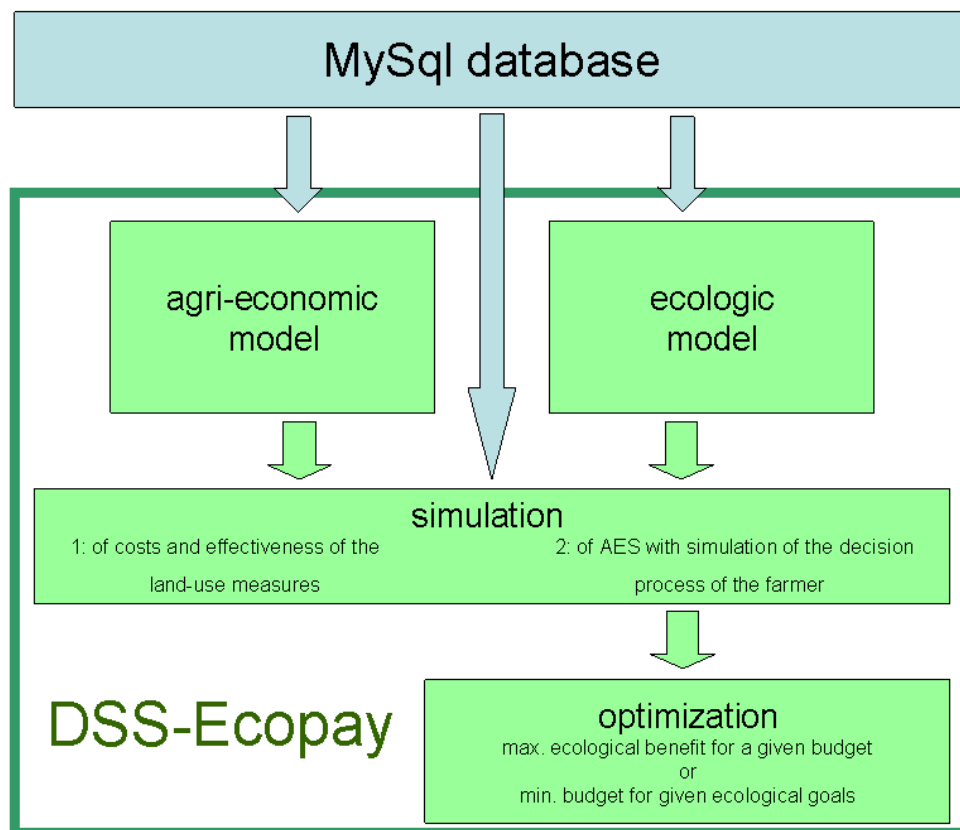 MySql database
agri-economic
model
ecologic
model
simulation
1: of costs and effectiveness of the
land-use measures
2: of AES with simulation of the decision
process of the farmer
DSS-Ecopay
optimization
max. ecological benefit for a given budget
or
min. budget for given ecological goals